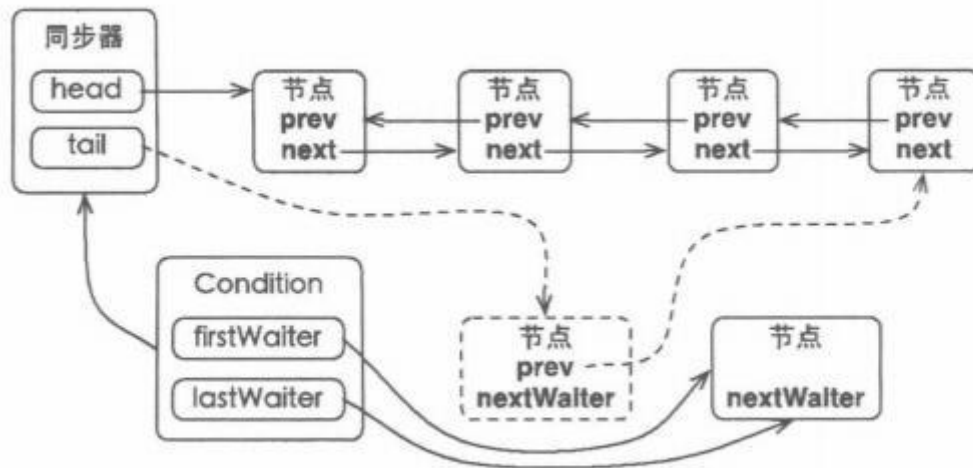 同步器
head
tail
节点
prev
next
节点
prev
next
节点
prev
next
节点
prev
next
Condition
firstWaiter
lastWaiter
节点
prev
nextWaiter
节点
nextWaiter